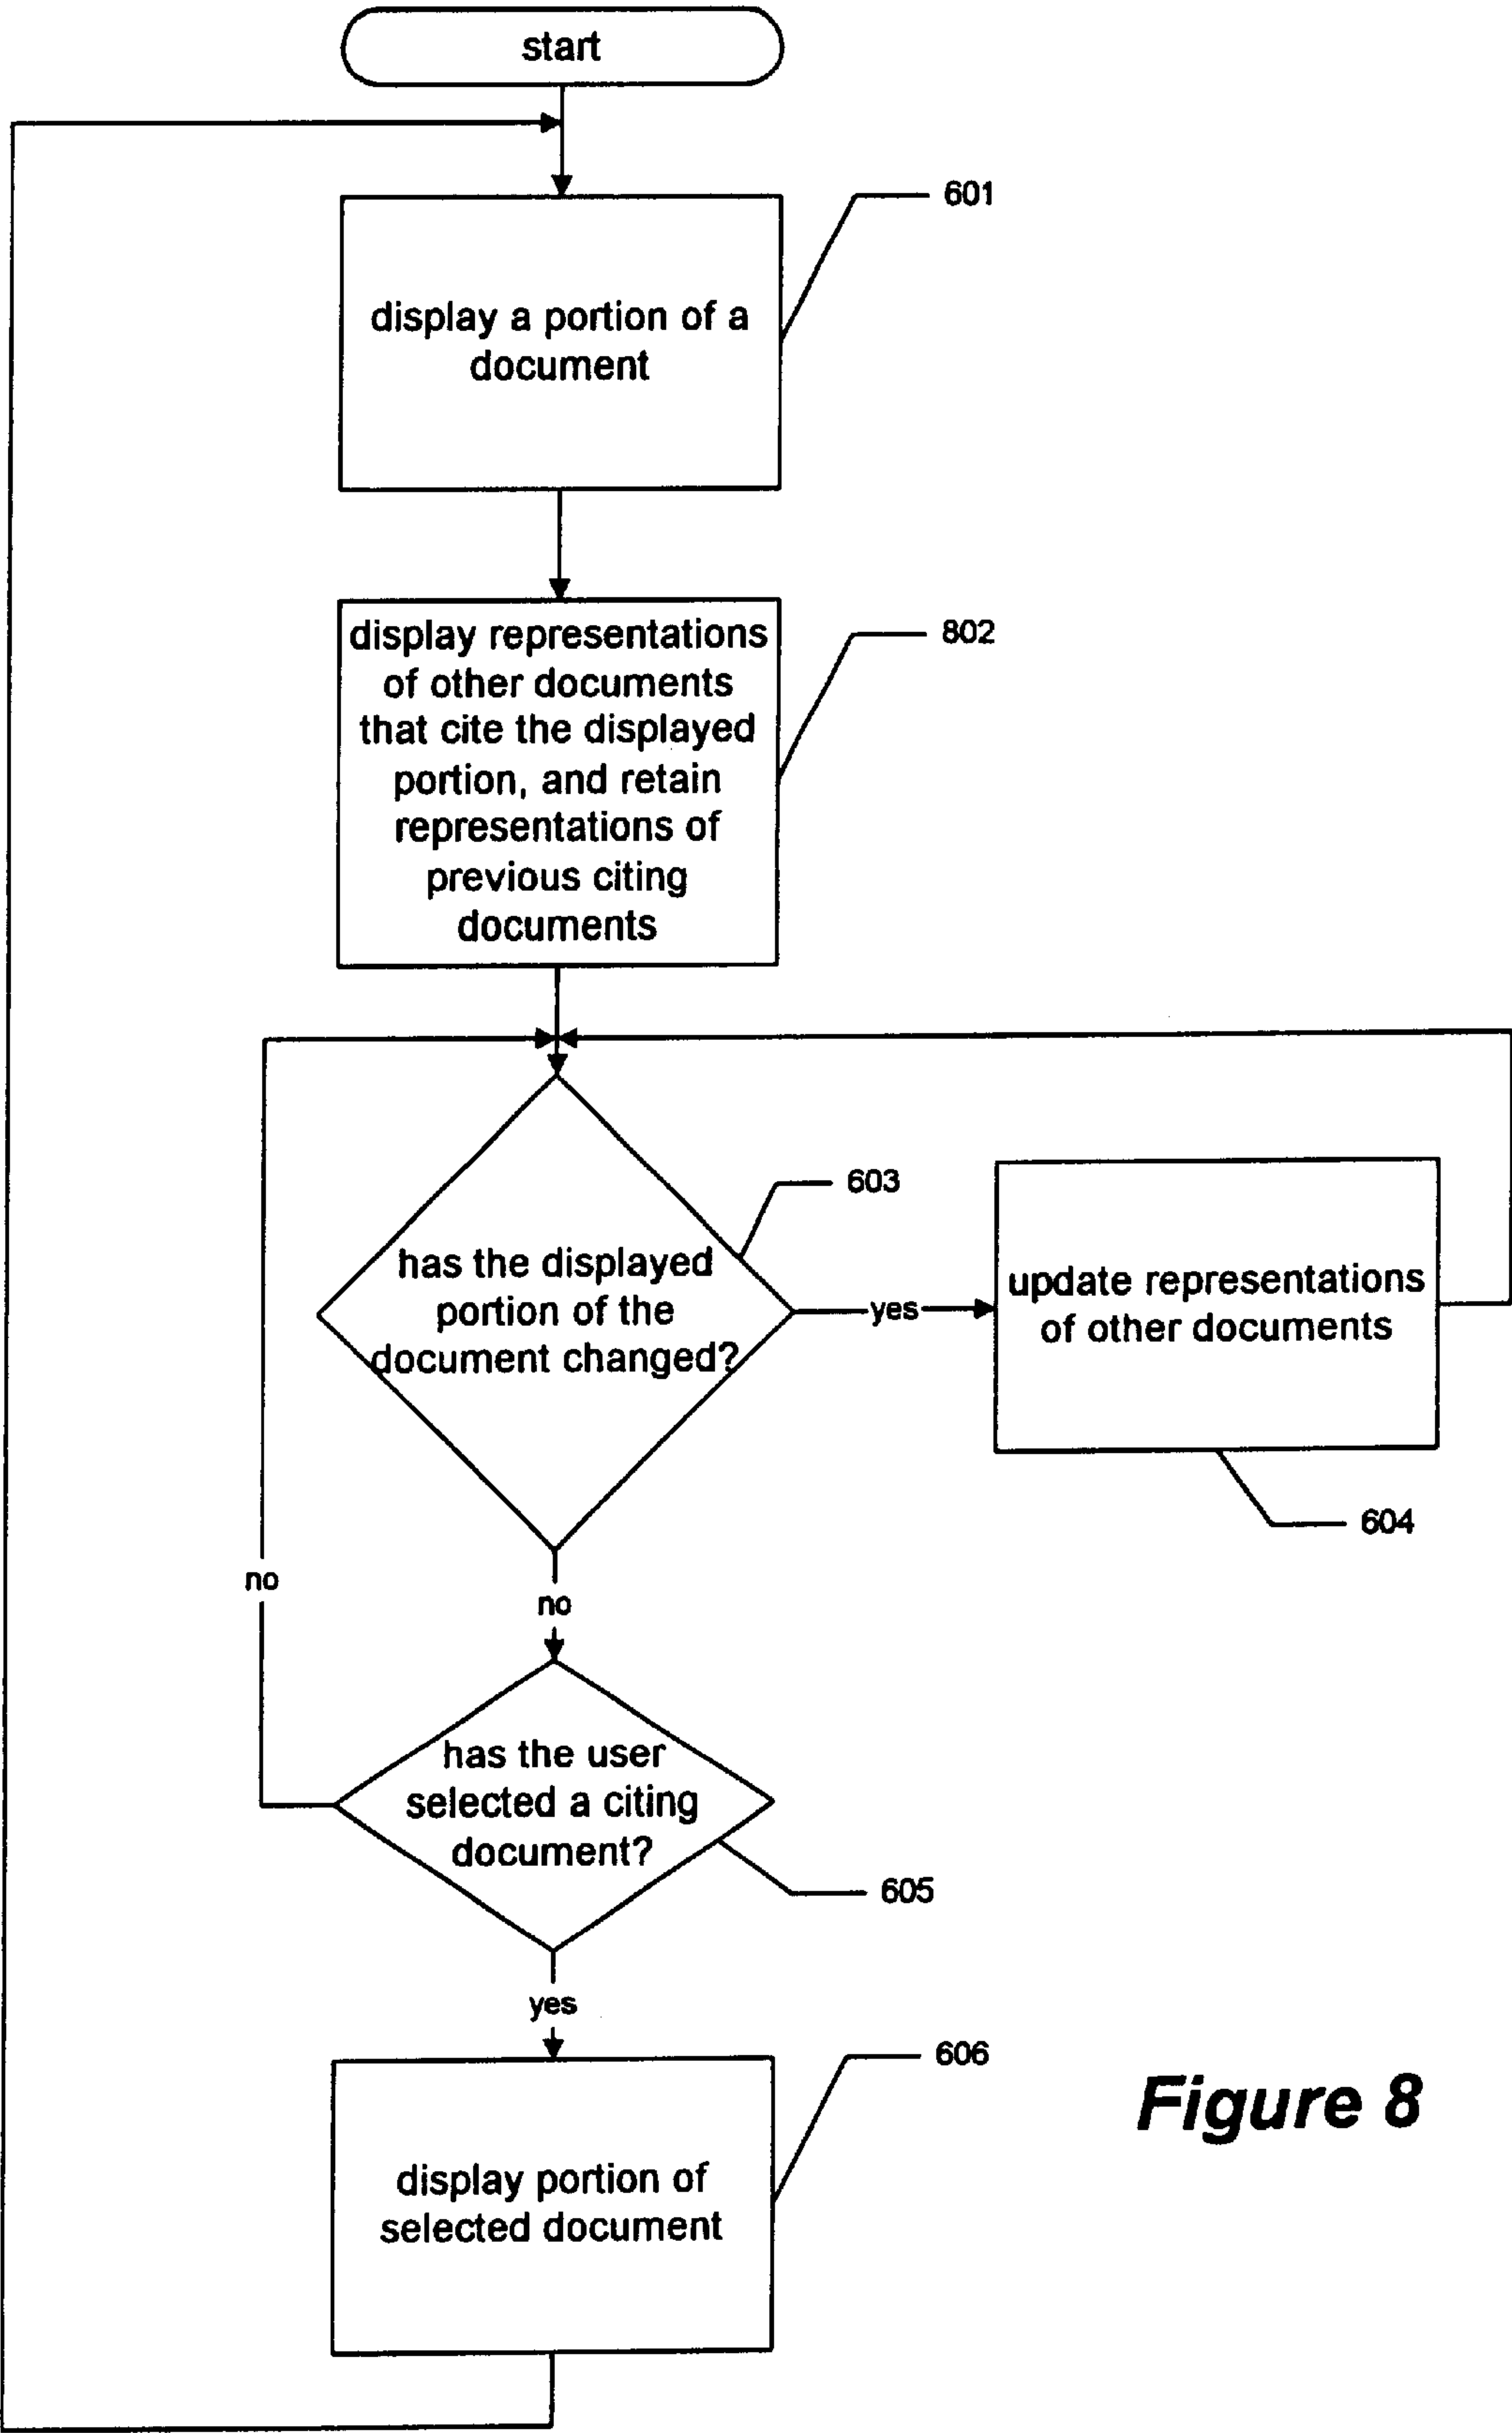 start
601
display a portion of a
document
802
display representations
of other documents
that cite the displayed
portion, and retain
representations of
previous citing
documents
603
has the displayed
portion of the
document changed?
yes
update representations
of other documents
604
no
no
has the user
selected a citing
document?
605
yes
606
display portion of
selected document
Figure 8